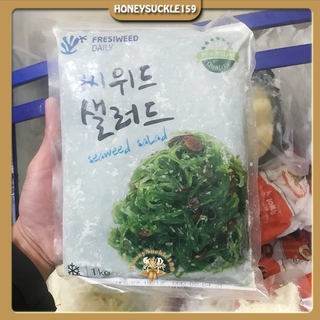 HONEYSUCKLE159
FRESIWEED
DAILY
씨위드
샐러드
seaweed salad
1kg